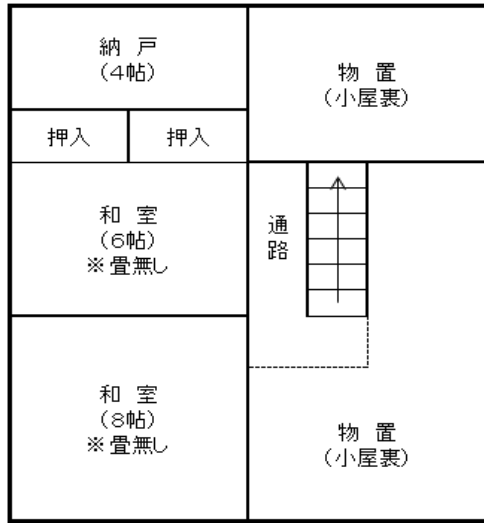 納戸
(4帖)
物置
(小屋裏)
押入
押入
和室
(6帖)
※畳無し
通路
和室
(8帖)
※畳無し
物置
(小屋裏)